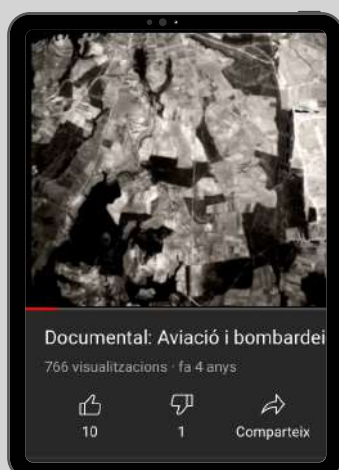 Documental: Aviació i bombardei
766 visualitzacions · fa 4 anys
10
1
Comparteix